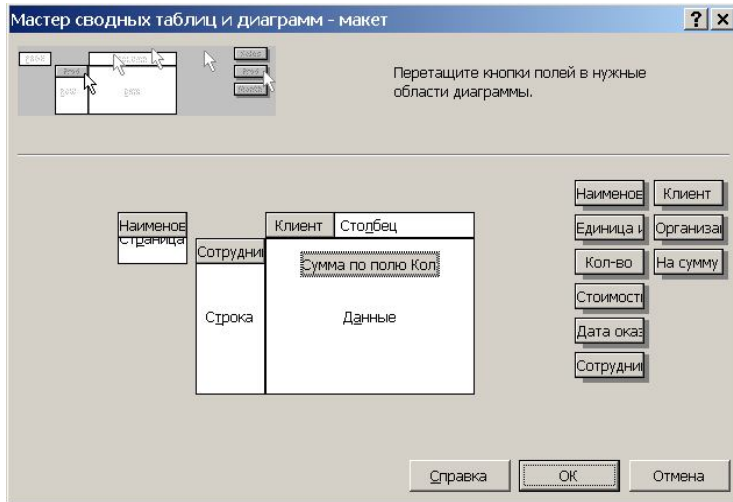 Мастер сводных таблиц и диаграмм - макет
Перетащите кнопки полей в нужные
области диаграммы.
Наименов
Страница
Клиент
Столбец
Сотрудни
Сумма по полю Кол
Строка
Данные
Наименов
Клиент
Единица и
Организа
Кол-во
На сумму
Стоимост
Дата оказ
Сотрудни
Справка
ОК
Отмена